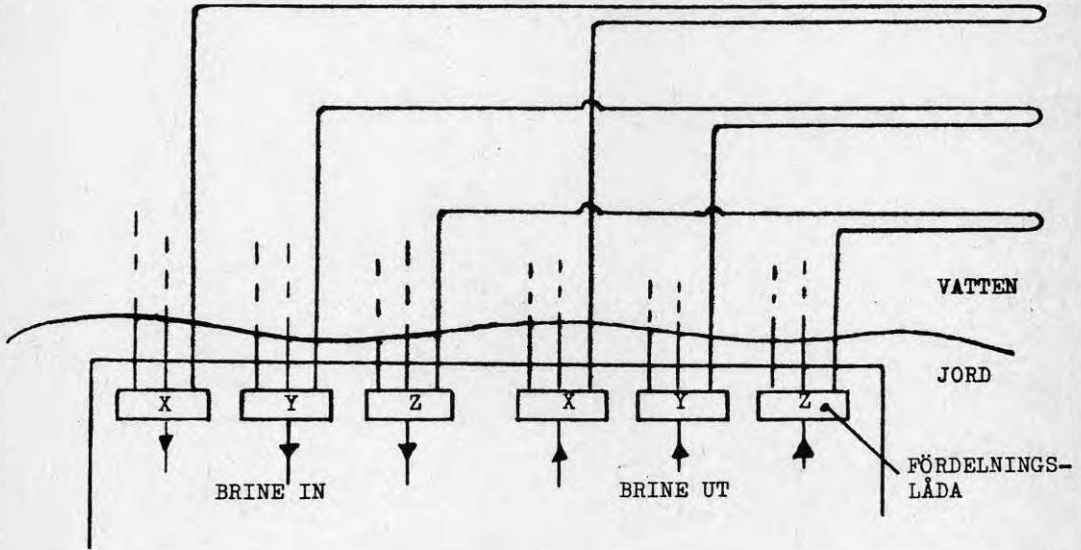 VATTEN
JORD
X Y Z X Y Z
FÖRDELNINGS-
LÅDA
BRINE IN BRINE UT